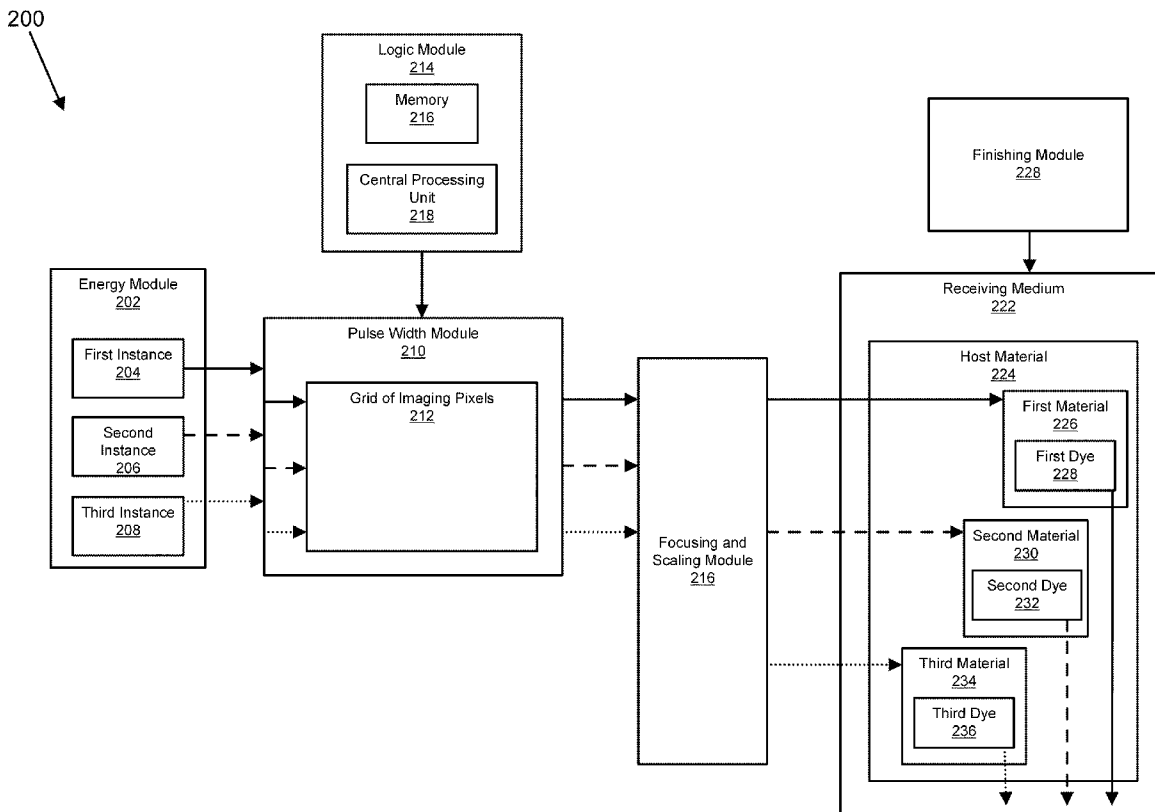 200
Logic Module
214
Memory
216
Central Processing
Unit
218
Finishing Module
228
Energy Module
202
First Instance
204
Second
Instance
206
Third Instance
208
Pulse Width Module
210
Grid of Imaging Pixels
212
Focusing and
Scaling Module
216
Receiving Medium
222
Host Material
224
First Material
226
First Dye
228
Second Material
230
Second Dye
232
Third Material
234
Third Dye
236